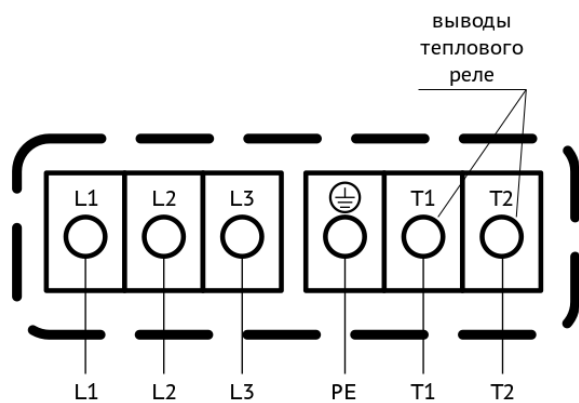 выводы
теплового
реле
L1 L2 L3 T1 T2
L1 L2 L3 PE T1 T2